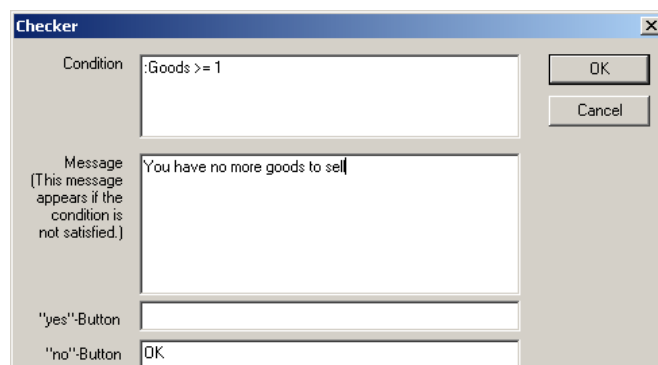 Checker
Condition
:Goods >= 1
OK
Cancel
Message
(This message
appears if the
condition is
not satisfied.)
You have no more goods to sell
"yes"-Button
"no"-Button
OK